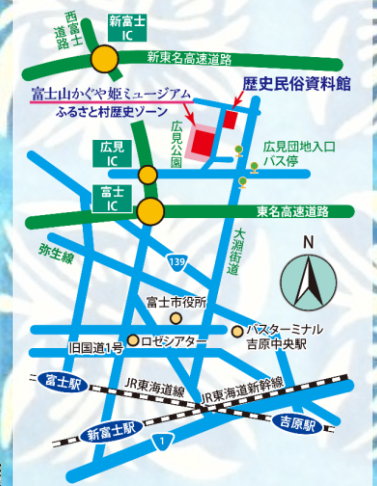 西富士
道路
新富士
IC
新東名高速道路
富士山かぐや姫ミュージアム
ふるさと村歴史ゾーン
歴史民俗資料館
広見公園
広見
IC
広見団地入口
バス停
富士
IC
東名高速道路
弥生線
139
大淵街道
N
富士市役所
バスターミナル
吉原中央駅
ロゼシアター
旧国道1号
富士駅
JR東海道線
JR東海道新幹線
新富士駅
1
吉原駅